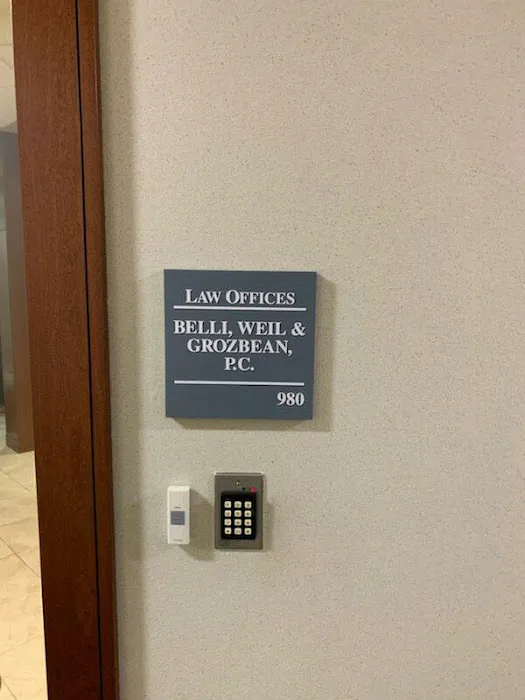 LAW OFFICES
BELLI, WEIL &
GROZBEAN,
P.C.
980